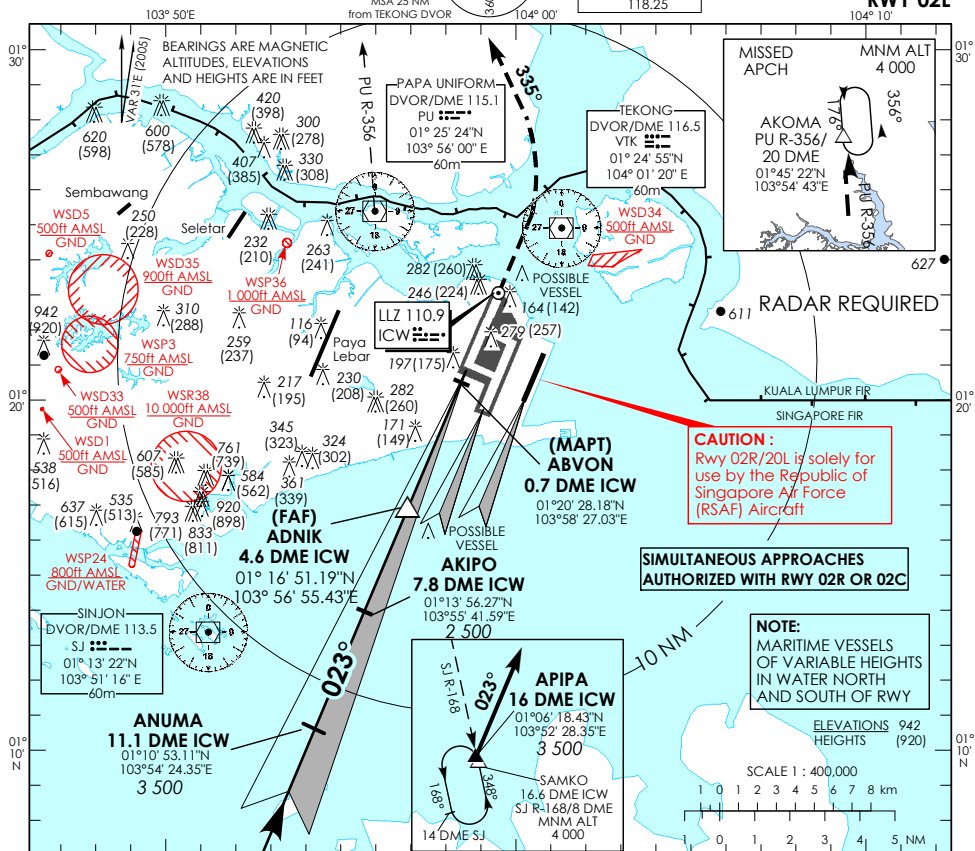 RWY 02L
MSA 25 NM
from TEKONG DVOR
118.25
103° 50'E
104° 00'
104° 10'
01°
30'
01°
30'
BEARINGS ARE MAGNETIC
ALTITUDES, ELEVATIONS
AND HEIGHTS ARE IN FEET
VAR 31'E (2005)
PU R-356
335°
PAPA UNIFORM
DVOR/DME 115.1
PU
01° 25' 24"N
103° 56' 00" E
60m
TEKONG
DVOR/DME 116.5
VTK
01° 24' 55"N
104° 01' 20" E
60m
MISSED
APCH
MNM ALT
4 000
AKOMA
PU R-356/
20 DME
01°45' 22"N
103°54' 43"E
176°
356°
PU R-356
620
(598)
600
(578)
420
(398)
300
(278)
407
(385)
330
(308)
Sembawang
250
(228)
Seletar
232
(210)
263
(241)
WSD5
500ft AMSL
GND
WSD35
900ft AMSL
GND
WSP36
1 000ft AMSL
GND
WSD34
500ft AMSL
GND
282 (260)
246 (224)
POSSIBLE
VESSEL
164 (142)
279 (257)
627
611
RADAR REQUIRED
942
(920)
310
(288)
259
(237)
116
(94)
LLZ 110.9
ICW
Paya
Lebar
197(175)
WSP3
750ft AMSL
GND
WSD33
500ft AMSL
GND
WSR38
10 000ft AMSL
GND
WSD1
500ft AMSL
GND
217
(195)
230
(208)
282
(260)
171
(149)
01°
20'
01°
20'
KUALA LUMPUR FIR
SINGAPORE FIR
CAUTION :
Rwy 02R/20L is solely for
use by the Republic of
Singapore Air Force
(RSAF) Aircraft
538
(516)
607
(585)
761
(739)
345
(323)
324
(302)
361
(339)
584
(562)
920
(898)
833
(811)
793
(771)
535
(513)
637
(615)
WSP24
800ft AMSL
GND/WATER
(MAPT)
ABVON
0.7 DME ICW
01°20' 28.18"N
103°58' 27.03"E
(FAF)
ADNIK
4.6 DME ICW
01° 16' 51.19"N
103° 56' 55.43"E
POSSIBLE
VESSEL
AKIPO
7.8 DME ICW
01°13' 56.27"N
103°55' 41.59"E
2 500
SIMULTANEOUS APPROACHES
AUTHORIZED WITH RWY 02R OR 02C
SINJON
DVOR/DME 113.5
SJ
01° 13' 22"N
103° 51' 16" E
60m
NOTE:
MARITIME VESSELS
OF VARIABLE HEIGHTS
IN WATER NORTH
AND SOUTH OF RWY
10 NM
023°
SJ R-168
023°
APIPA
16 DME ICW
01°06' 18.43"N
103°52' 28.35"E
3 500
SAMKO
16.6 DME ICW
SJ R-168/8 DME
MNM ALT
4 000
168°
348°
14 DME SJ
ANUMA
11.1 DME ICW
01°10' 53.11"N
103°54' 24.35"E
3 500
ELEVATIONS 942
HEIGHTS (920)
01°
10'
N
01°
10'
N
SCALE 1 : 400,000
1 0 1 2 3 4 5 6 7 8 km
1 0 1 2 3 4 5 NM